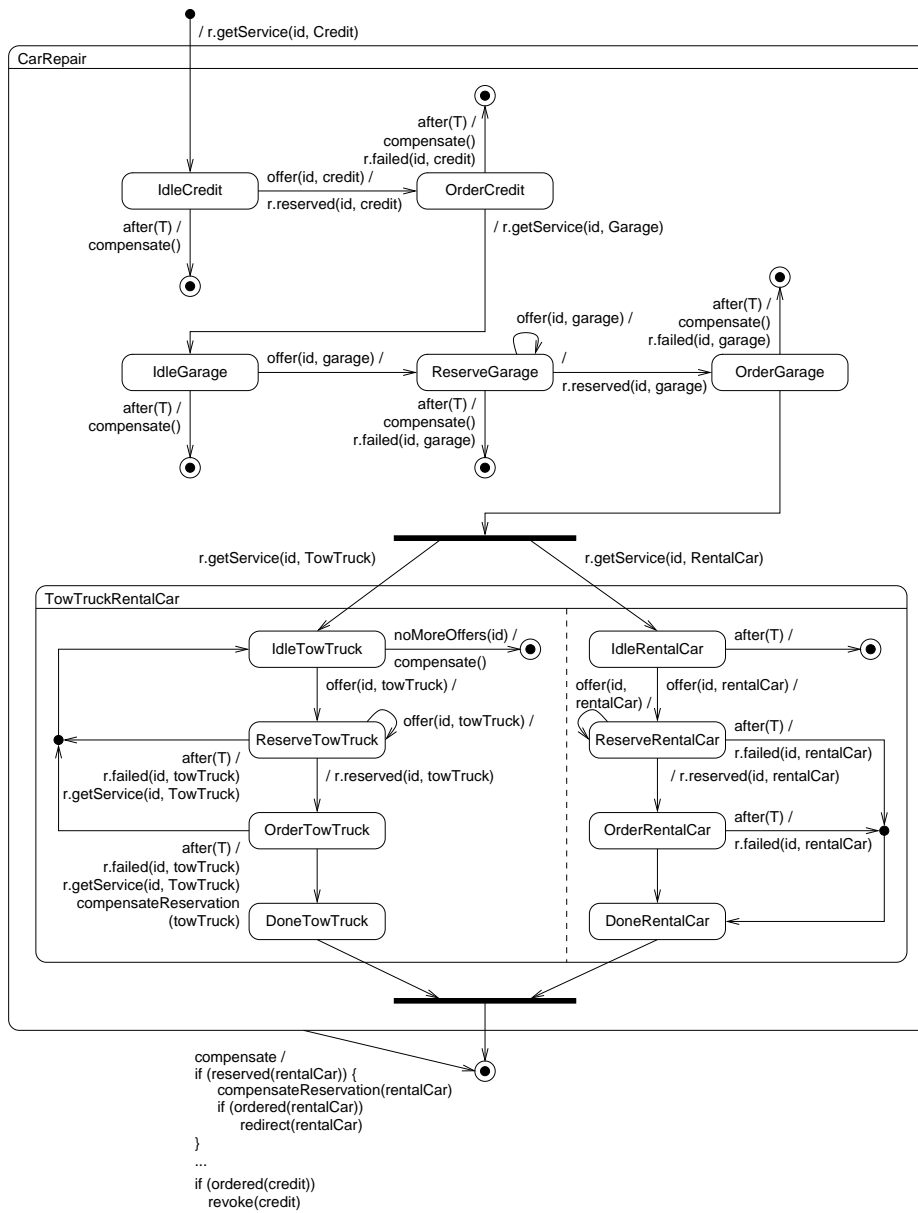 / r.getService(id, Credit)
CarRepair
after(T) /
compensate()
r.failed(id, credit)
IdleCredit
offer(id, credit) /
r.reserved(id, credit)
OrderCredit
after(T) /
compensate()
/ r.getService(id, Garage)
offer(id, garage) /
after(T) /
compensate()
r.failed(id, garage)
IdleGarage
offer(id, garage) /
ReserveGarage
/
r.reserved(id, garage)
OrderGarage
after(T) /
compensate()
after(T) /
compensate()
r.failed(id, garage)
r.getService(id, TowTruck)
r.getService(id, RentalCar)
TowTruckRentalCar
IdleTowTruck
noMoreOffers(id) /
compensate()
IdleRentalCar
after(T) /
offer(id, towTruck) /
offer(id,
rentalCar) /
offer(id, rentalCar) /
ReserveTowTruck
offer(id, towTruck) /
ReserveRentalCar
after(T) /
r.failed(id, rentalCar)
after(T) /
r.failed(id, towTruck)
r.getService(id, TowTruck)
/ r.reserved(id, towTruck)
/ r.reserved(id, rentalCar)
OrderTowTruck
OrderRentalCar
after(T) /
r.failed(id, rentalCar)
after(T) /
r.failed(id, towTruck)
r.getService(id, TowTruck)
compensateReservation
(towTruck)
DoneTowTruck
DoneRentalCar
compensate /
if (reserved(rentalCar)) {
compensateReservation(rentalCar)
if (ordered(rentalCar))
redirect(rentalCar)
}
...
if (ordered(credit))
revoke(credit)